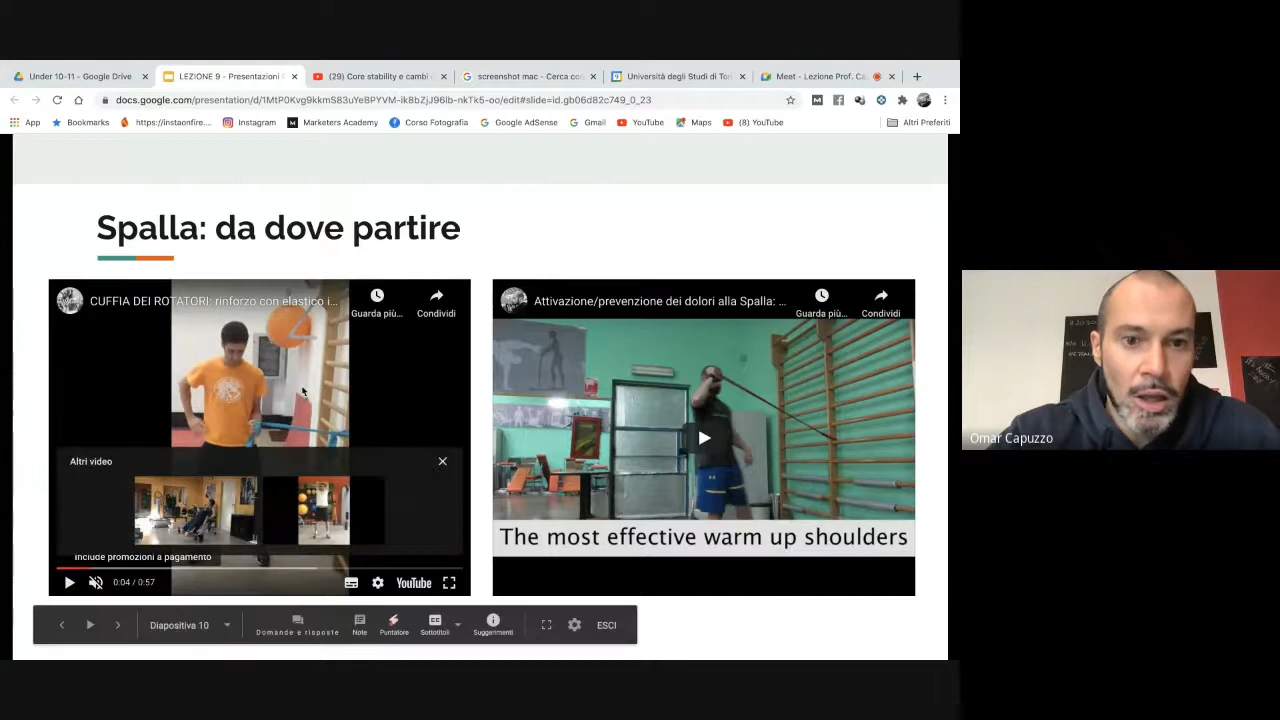 Under 10-11 - Google Drive
LEZIONE 9 - Presentazioni
(29) Core stability e cambi
screenshot mac - Cerca co
Università degli Studi di Tor
Meet - Lezione Prof. Ca
docs.google.com/presentation/d/1MtP0Kvg9kkmS83uYeBPYVM-ik8bZjJ96lb-nkTk5-oo/edit#slide=id.gb06d82c749_0_23
App
Bookmarks
https://instaonfire....
Instagram
Marketers Academy
Corso Fotografia
Google AdSense
Gmail
YouTube
Maps
(8) YouTube
Altri Preferiti
Spalla: da dove partire
CUFFIA DEI ROTATORI: rinforzo con elastico i...
Guarda più...
Condividi
Altri video
Include promozioni a pagamento
0:04 / 0:57
YouTube
Attivazione/prevenzione dei dolori alla Spalla: ...
Guarda più...
Condividi
The most effective warm up shoulders
Diapositiva 10
Domande e risposte
Note
Puntatore
Sottotitoli
Suggerimenti
ESCI
Omar Capuzzo